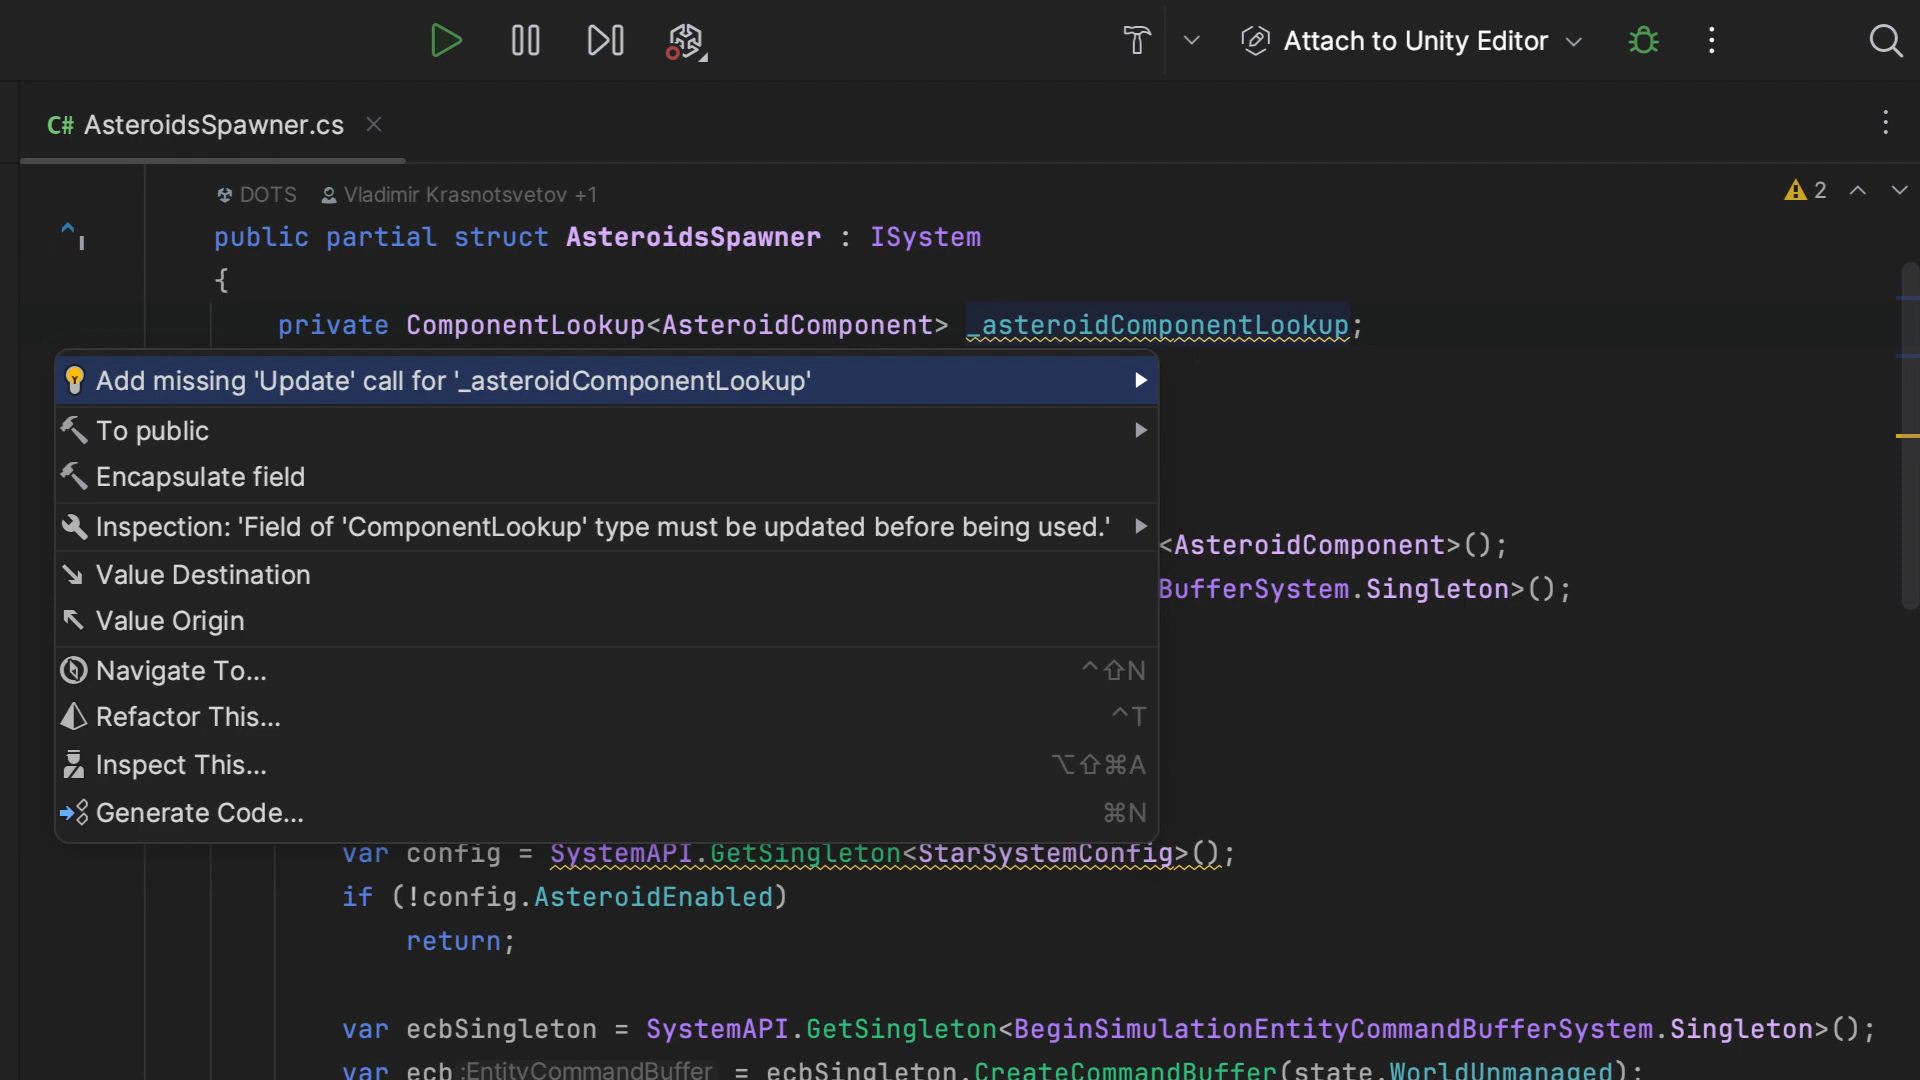 Attach to Unity Editor
C# AsteroidsSpawner.cs
DOTS Vladimir Krasnotsvetov +1
2
public partial struct AsteroidsSpawner : ISystem
{
private ComponentLookup<AsteroidComponent> _asteroidComponentLookup;
Add missing 'Update' call for '_asteroidComponentLookup'
To public
Encapsulate field
Inspection: 'Field of 'ComponentLookup' type must be updated before being used.'
<AsteroidComponent>();
Value Destination
BufferSystem.Singleton>();
Value Origin
Navigate To... ^⇧N
Refactor This... ^T
Inspect This... ⌥⇧⌘A
Generate Code... ⌘N
var config = SystemAPI.GetSingleton<StarSystemConfig>();
if (!config.AsteroidEnabled)
return;
var ecbSingleton = SystemAPI.GetSingleton<BeginSimulationEntityCommandBufferSystem.Singleton>();
var ecb :EntityCommandBuffer = ecbSingleton.CreateCommandBuffer(state.WorldUnmanaged);